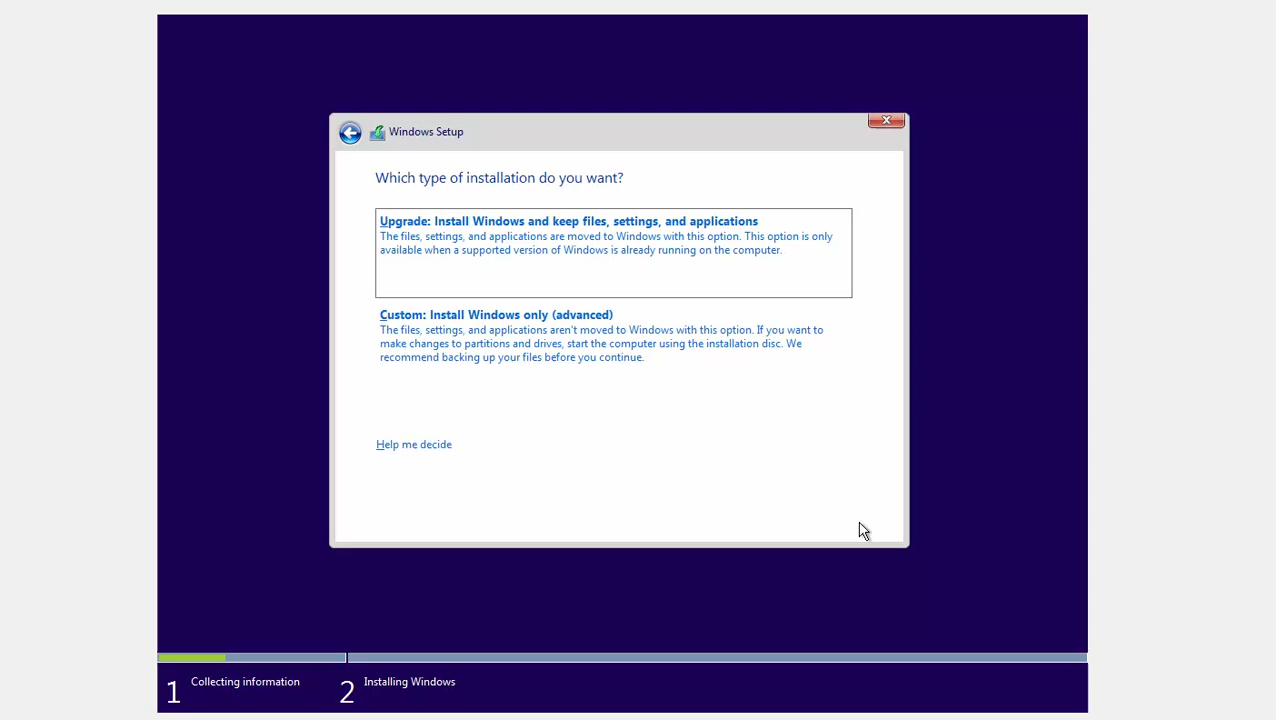 Windows Setup
Which type of installation do you want?
Upgrade: Install Windows and keep files, settings, and applications
The files, settings, and applications are moved to Windows with this option. This option is only
available when a supported version of Windows is already running on the computer.
Custom: Install Windows only (advanced)
The files, settings, and applications aren't moved to Windows with this option. If you want to
make changes to partitions and drives, start the computer using the installation disc. We
recommend backing up your files before you continue.
Help me decide
1 Collecting information
2 Installing Windows